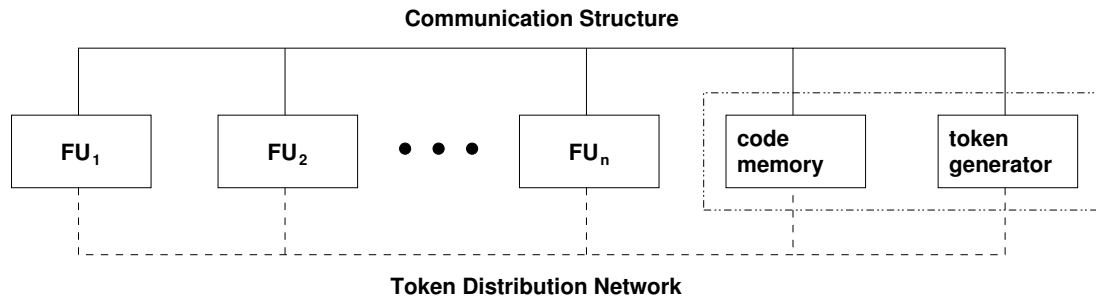 Communication Structure
FU₁
FU₂
FUₙ
code
memory
token
generator
Token Distribution Network